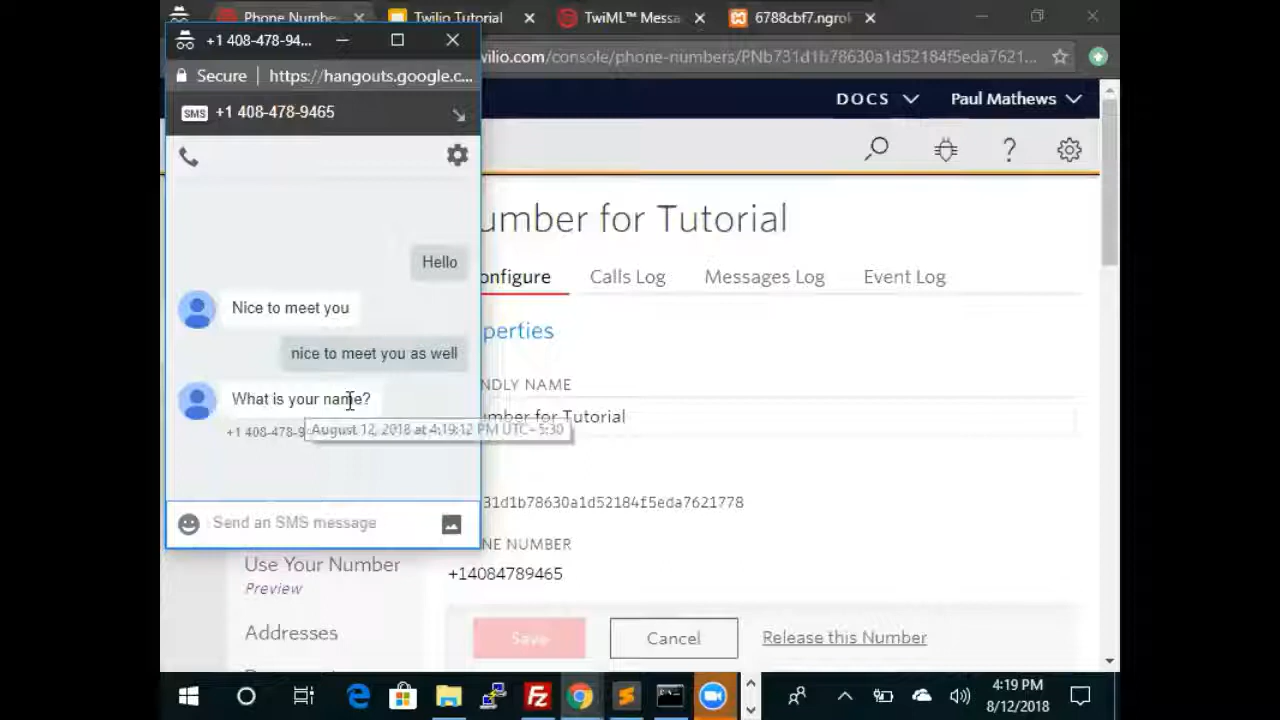 Phone Numbe
Twilio Tutorial
TwiML™ Messa
6788cbf7.ngrok
+1 408-478-94...
wilio.com/console/phone-numbers/PNb731d1b78630a1d52184f5eda7621...
Secure
https://hangouts.google.c...
DOCS
Paul Mathews
SMS
+1 408-478-9465
umber for Tutorial
Hello
onfigure
Calls Log
Messages Log
Event Log
Nice to meet you
perties
nice to meet you as well
NDLY NAME
What is your name?
umber for Tutorial
+1 408-478-9
August 12, 2018 at 4:19:12 PM UTC+5:30
31d1b78630a1d52184f5eda7621778
Send an SMS message
NE NUMBER
Use Your Number
+14084789465
Preview
Addresses
Save
Cancel
Release this Number
4:19 PM
8/12/2018